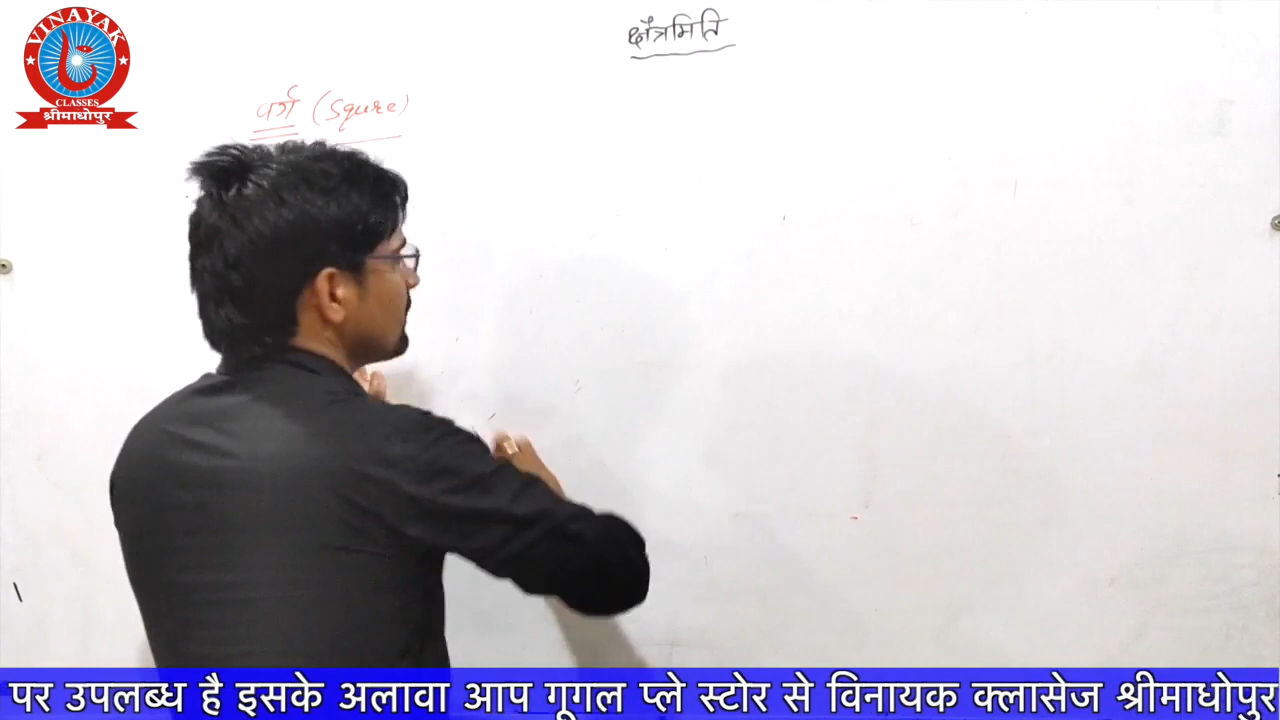 VINAYAK
CLASSES
श्रीमाधोपुर
क्षैत्रमिति
वर्ग (Squre)
पर उपलब्ध है इसके अलावा आप गूगल प्ले स्टोर से विनायक क्लासेज श्रीमाधोपुर